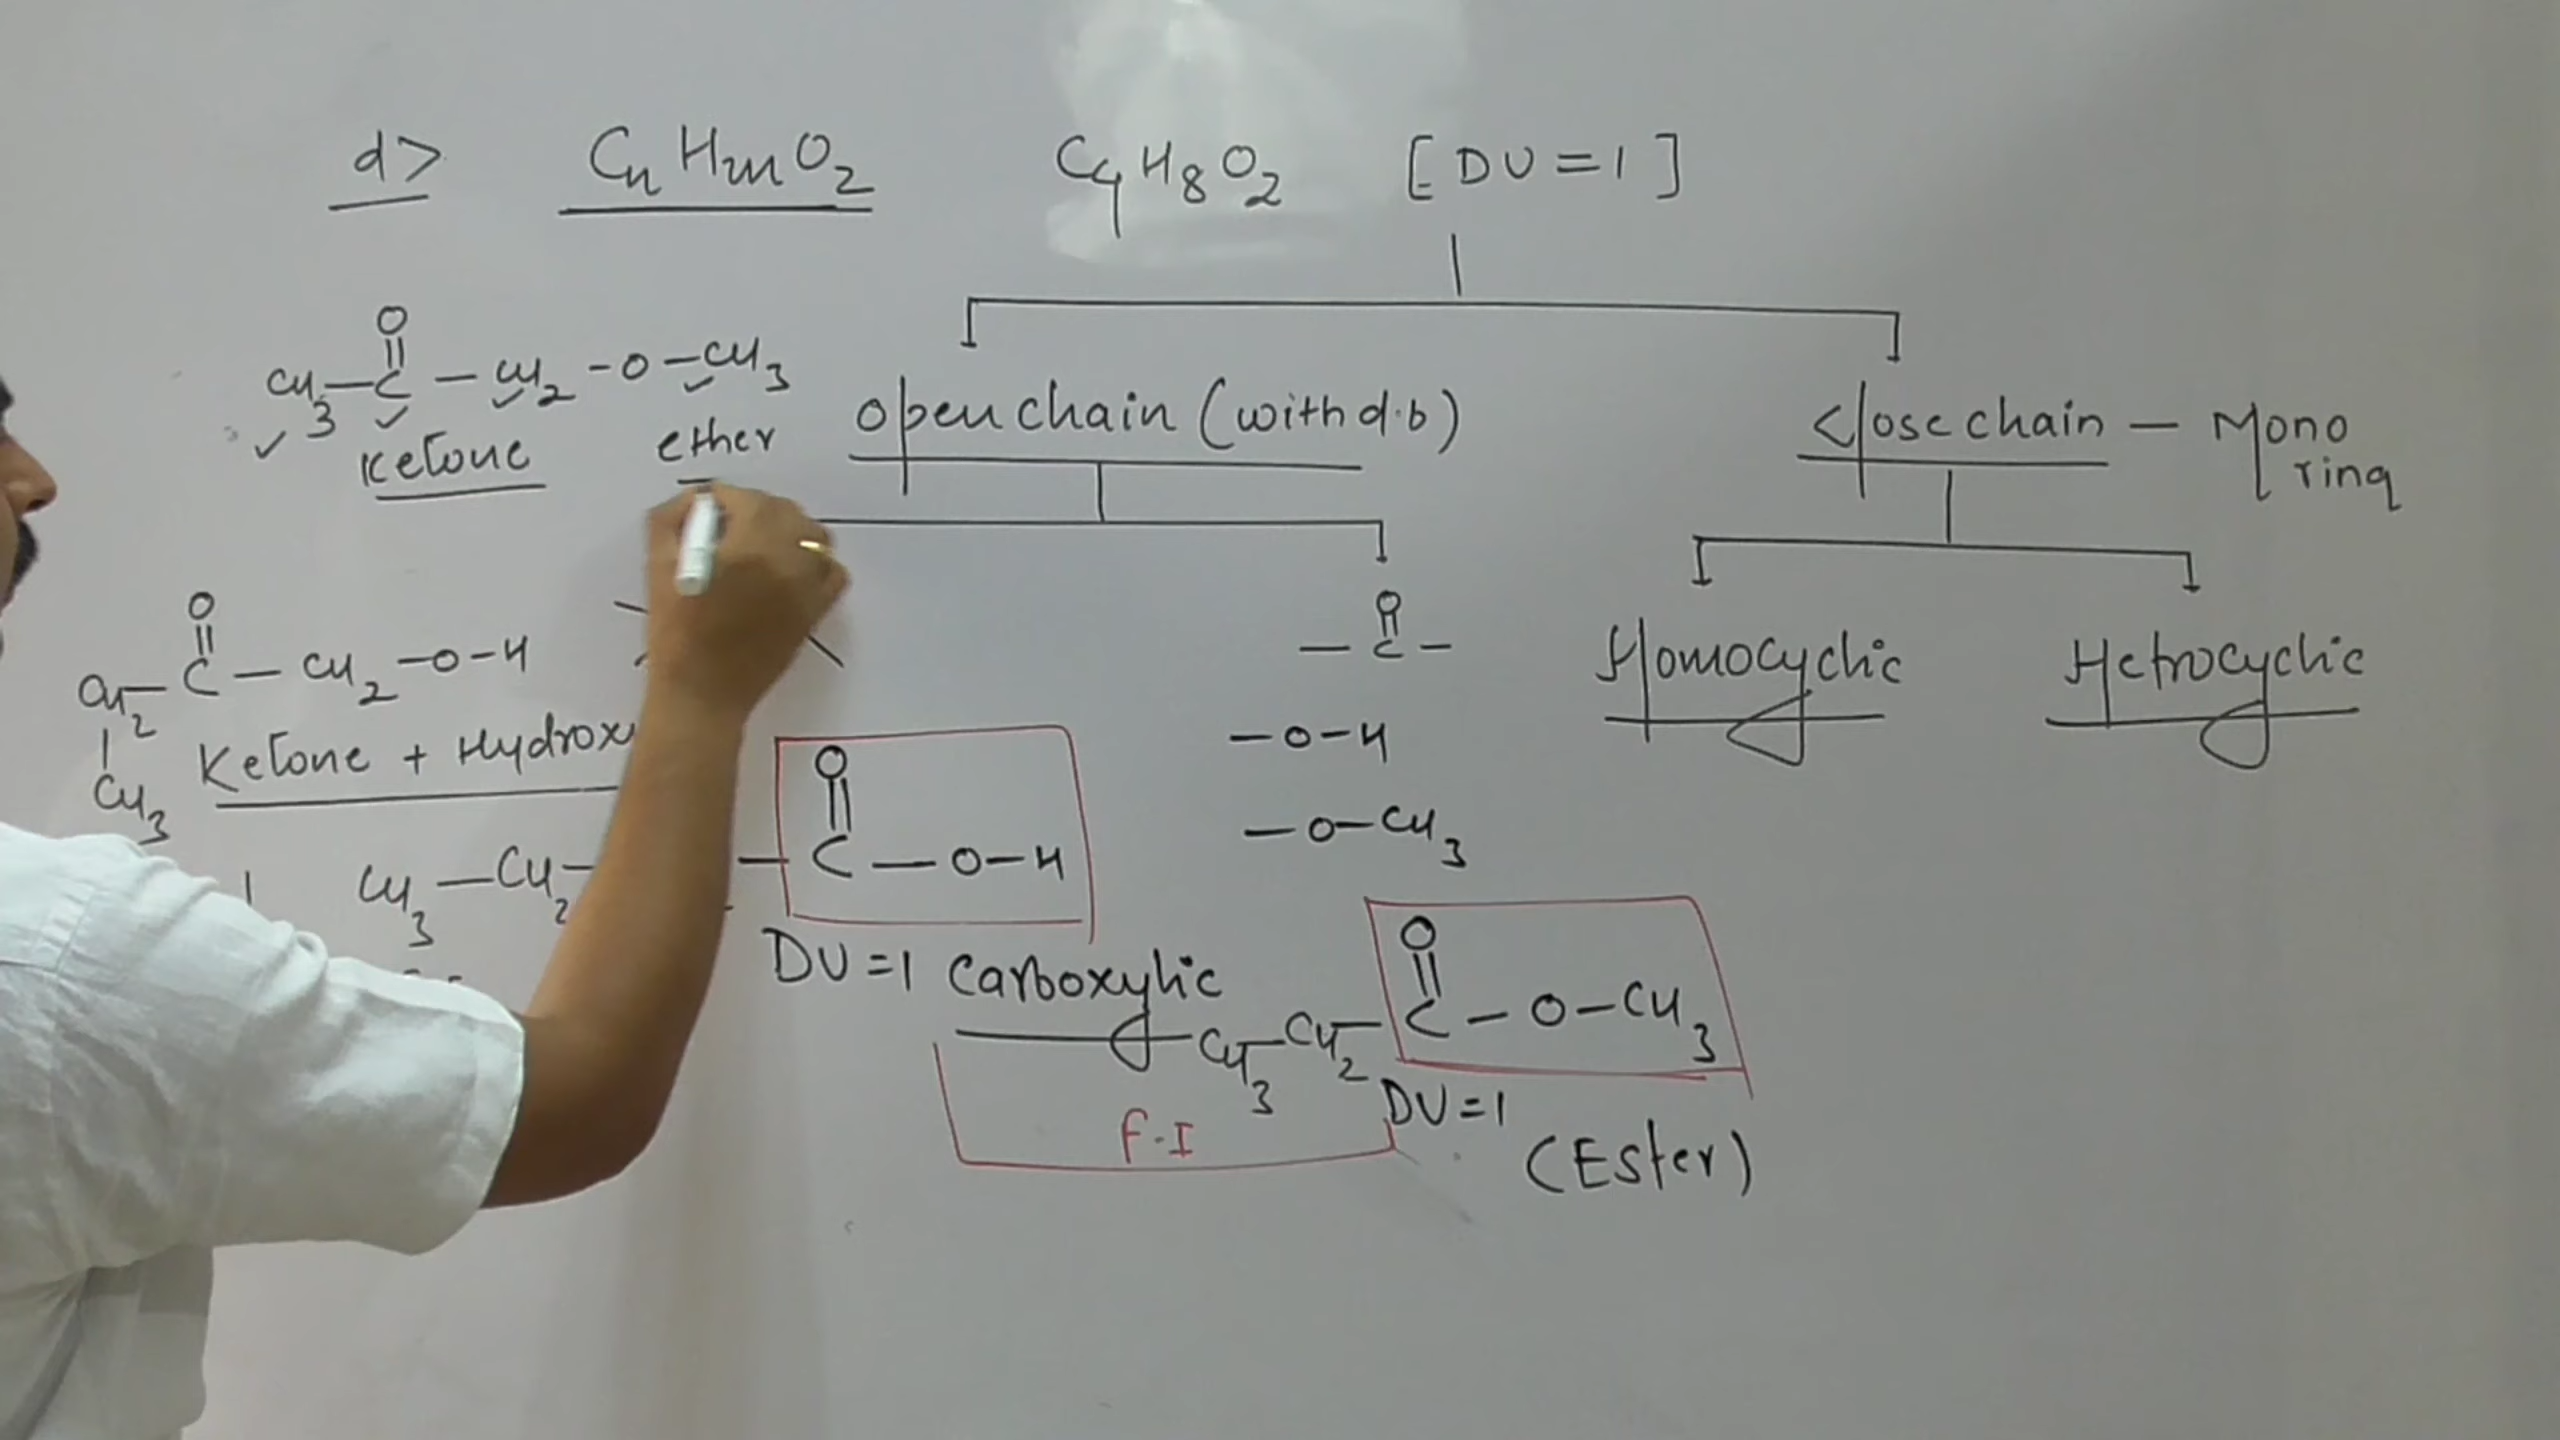 d> CnHmO2 C4H8O2 [DU=1]
O
||
CH3—C—CH2-O-CH3
Ketone ether
open chain (with d.b)
Close chain — Mono
ring
O
||
CH2—C—CH2-O-H
|
CH3
Ketone + Hydrox
O
||
—C—
-O-H
-O-CH3
Homocyclic
Hetrocyclic
CH3—CH2—
O
||
—C—O-H
DU=1 Carboxylic
O
||
CH3-CH2-C-O-CH3
DU=1
F.I
(Ester)